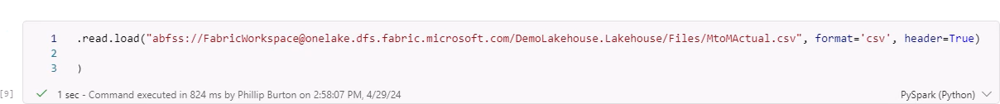 1 .read.load("abfss://FabricWorkspace@onelake.dfs.fabric.microsoft.com/DemoLakehouse.Lakehouse/Files/MtoMActual.csv", format='csv', header=True)
2
3 )
[9] 1 sec - Command executed in 824 ms by Phillip Burton on 2:58:07 PM, 4/29/24 PySpark (Python)